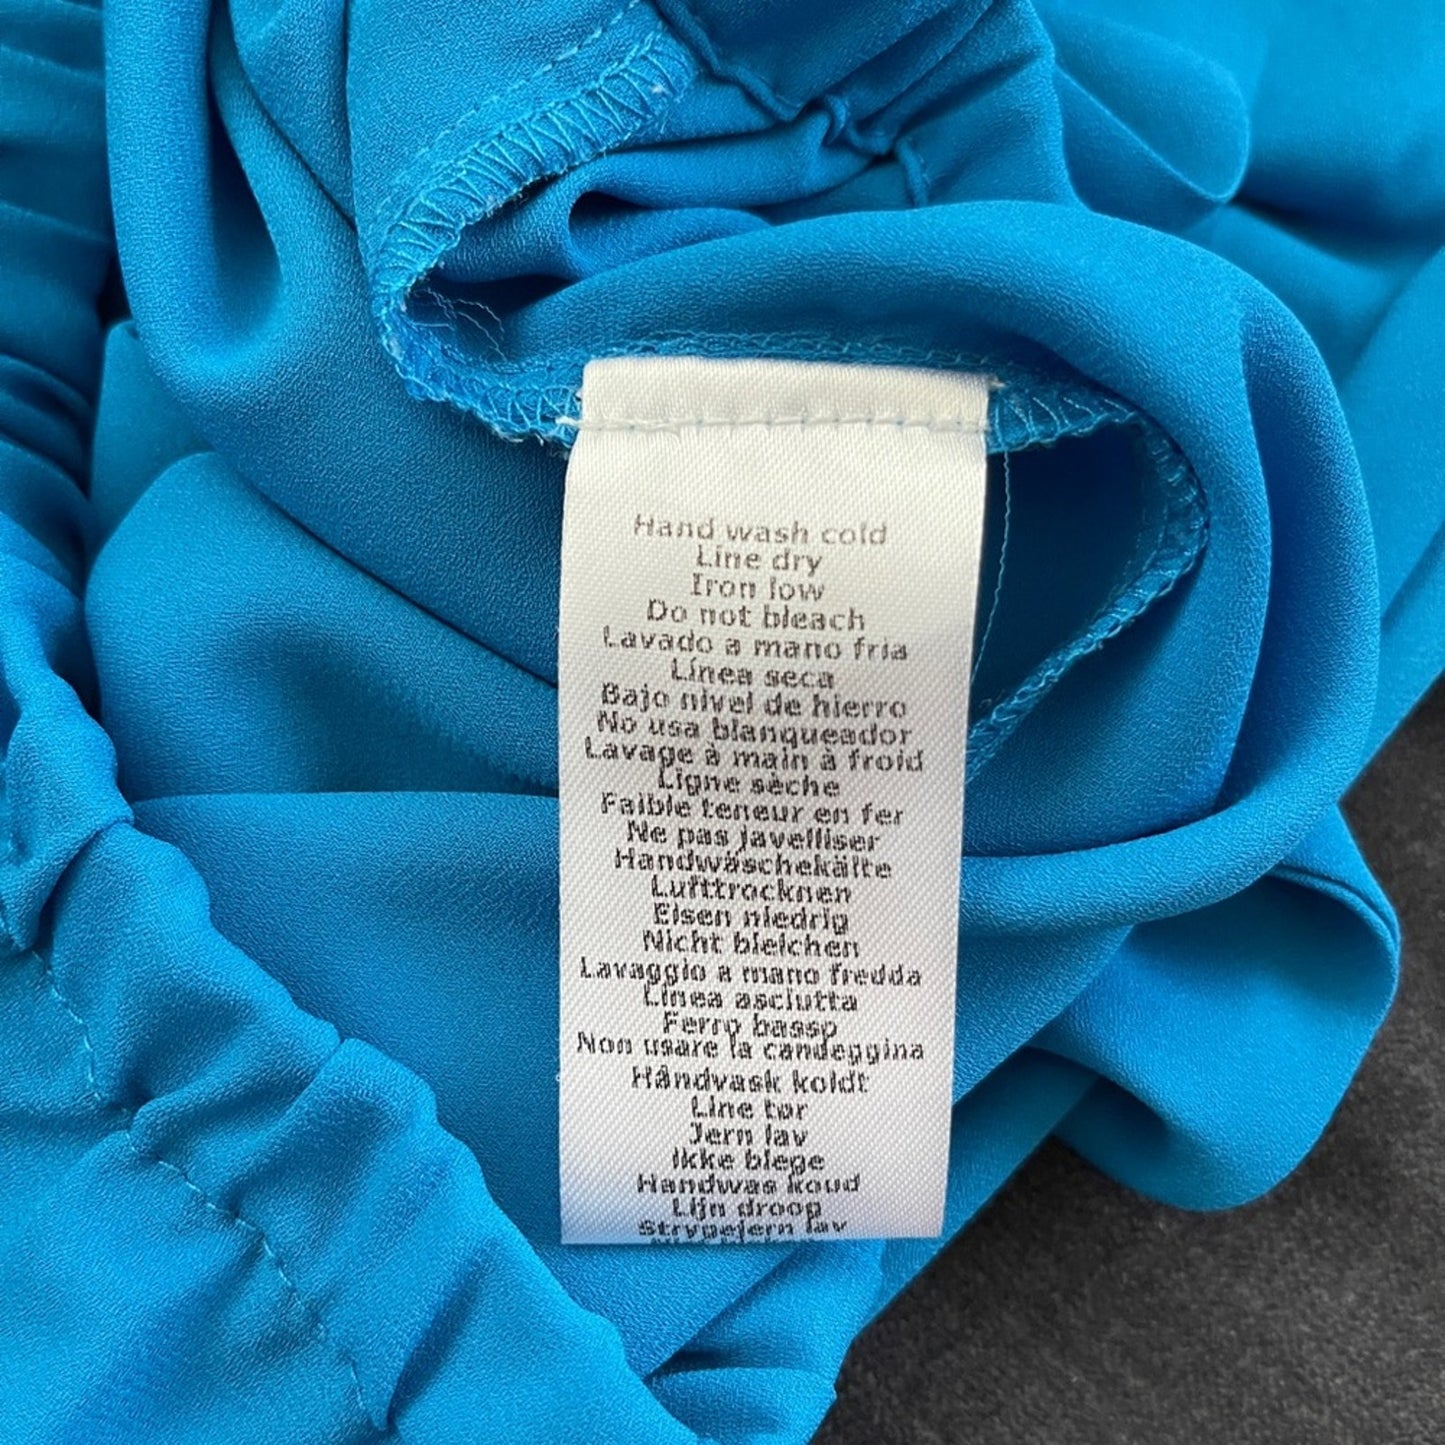 Hand wash cold
Line dry
Iron low
Do not bleach
Lavado a mano fria
Línea seca
Bajo nivel de hierro
No usa blanqueador
Lavage à main à froid
Ligne sèche
Faible teneur en fer
Ne pas javelliser
Handwäschekälte
Lufttrocknen
Eisen niedrig
Nicht bleichen
Lavaggio a mano fredda
Linea asciutta
Ferro basso
Non usare la candeggina
Håndvask koldt
Line tør
Jern lav
Ikke blege
Handwas koud
Lijn droog
Strypejern lav